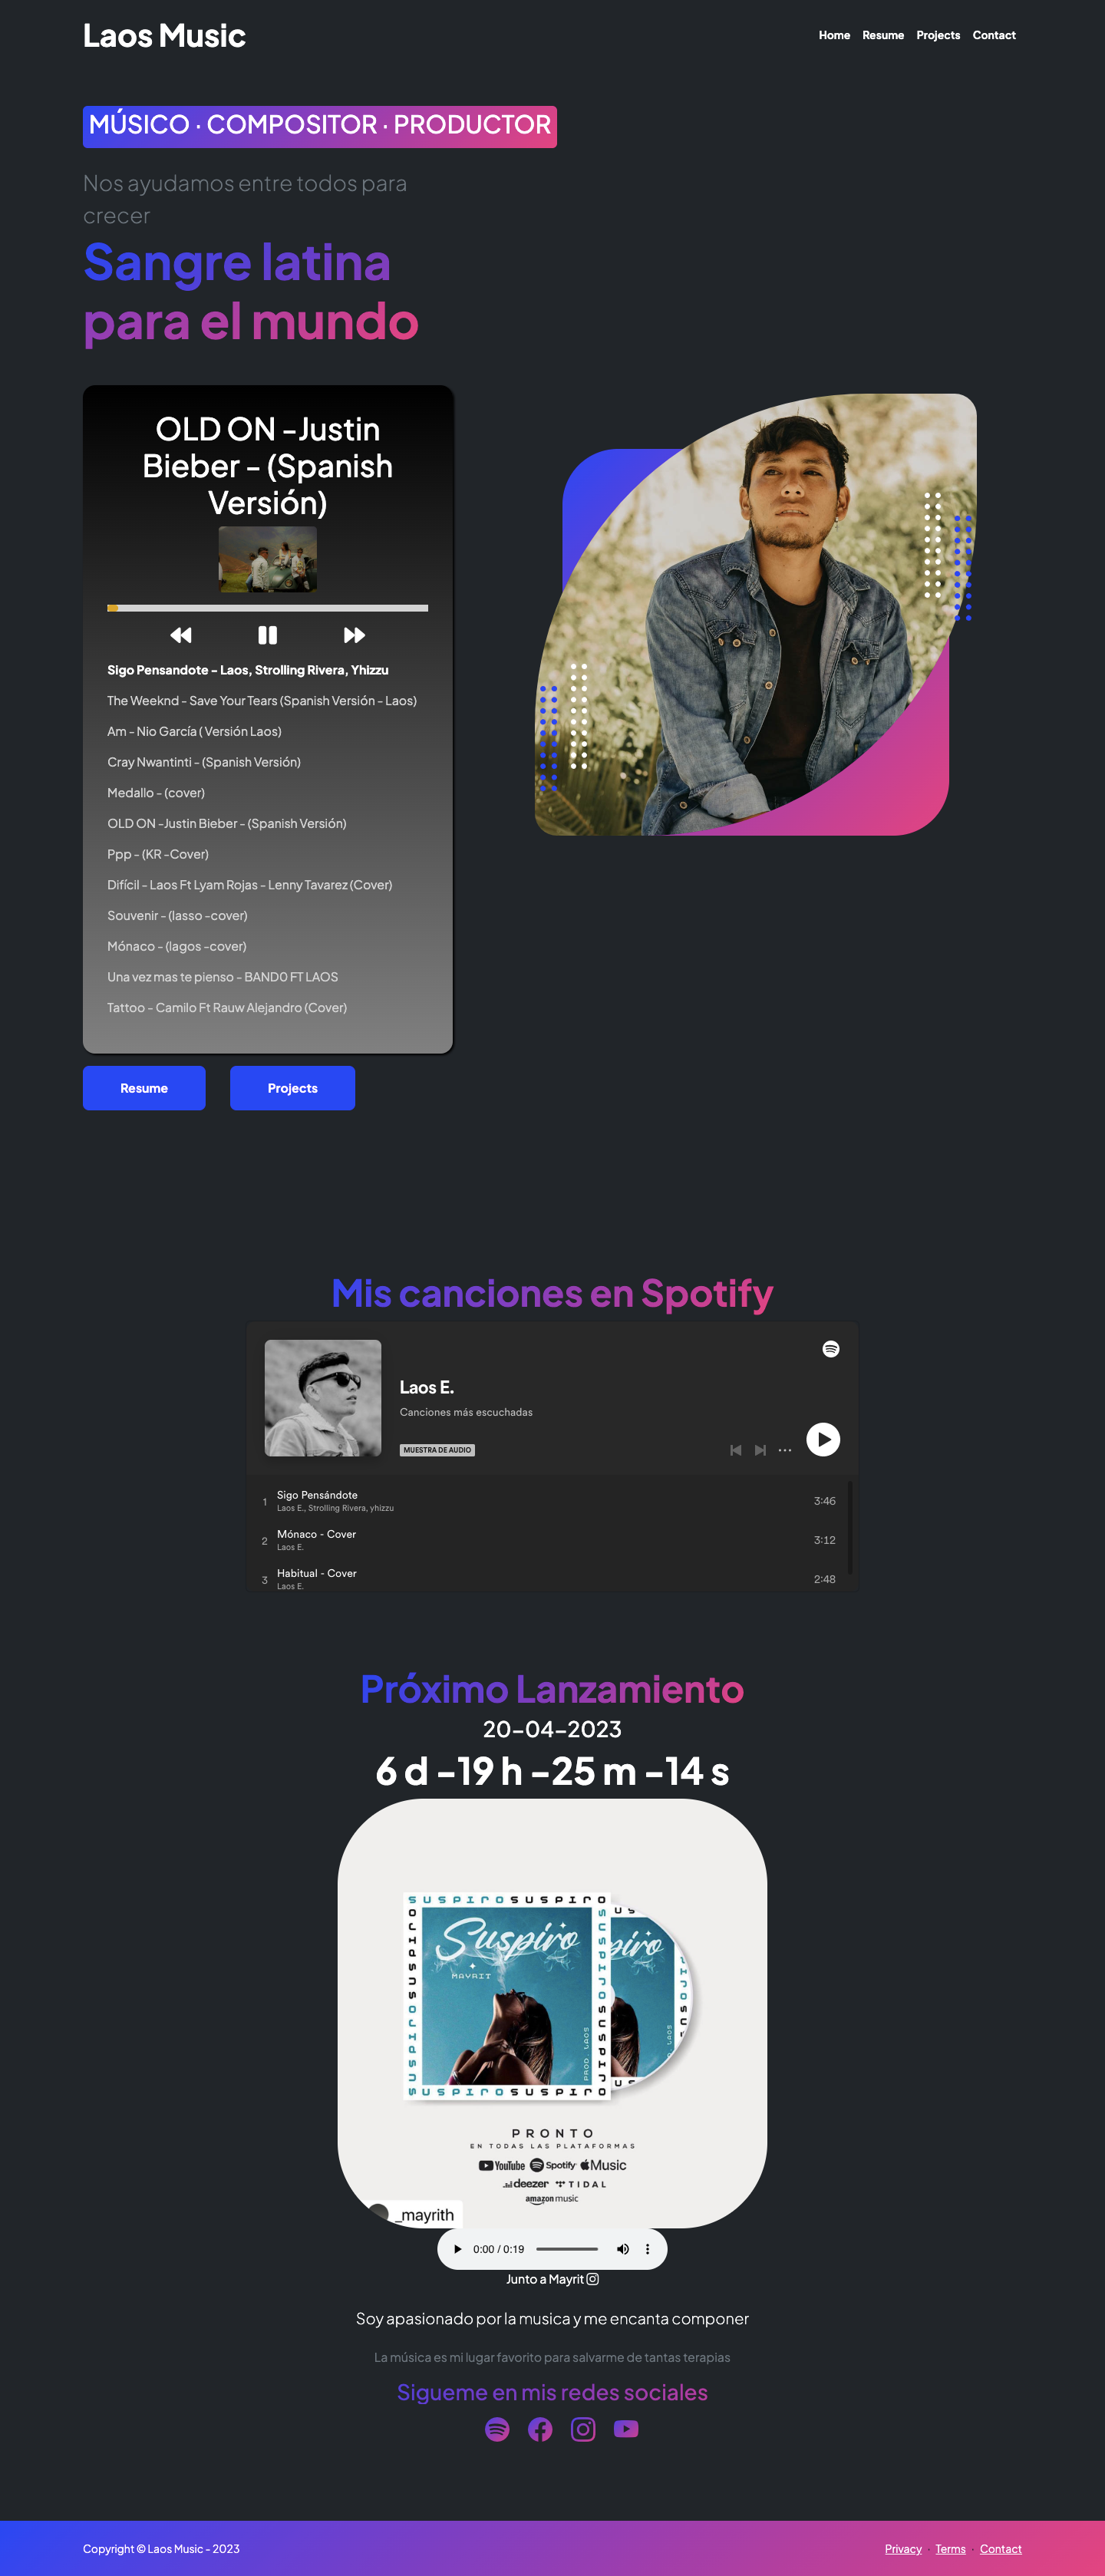 Laos Music
Home Resume Projects Contact
MÚSICO · COMPOSITOR · PRODUCTOR
Nos ayudamos entre todos para
crecer
Sangre latina
para el mundo
OLD ON -Justin
Bieber - (Spanish
Versión)
Sigo Pensandote - Laos, Strolling Rivera, Yhizzu
The Weeknd - Save Your Tears (Spanish Versión - Laos)
Am - Nio García ( Versión Laos)
Cray Nwantinti - (Spanish Versión)
Medallo - (cover)
OLD ON -Justin Bieber - (Spanish Versión)
Ppp - (KR -Cover)
Difícil - Laos Ft Lyam Rojas - Lenny Tavarez (Cover)
Souvenir - (lasso -cover)
Mónaco - (lagos -cover)
Una vez mas te pienso - BAND0 FT LAOS
Tattoo - Camilo Ft Rauw Alejandro (Cover)
Resume
Projects
Mis canciones en Spotify
Laos E.
Canciones más escuchadas
MUESTRA DE AUDIO
1 Sigo Pensándote 3:46
Laos E., Strolling Rivera, yhizzu
2 Mónaco - Cover 3:12
Laos E.
3 Habitual - Cover 2:48
Laos E.
Próximo Lanzamiento
20-04-2023
6 d -19 h -25 m -14 s
SUSPIROSUSPIRO
SUSPIROSUSPIRO
SUSPIROSUSPIRO
SUSPIROSUSPIRO
Suspiro
MAYRIT
PROD. LAOS
PRONTO
EN TODAS LAS PLATAFORMAS
YouTube Spotify Music
deezer TIDAL
amazon music
_mayrith
0:00 / 0:19
Junto a Mayrit
Soy apasionado por la musica y me encanta componer
La música es mi lugar favorito para salvarme de tantas terapias
Sigueme en mis redes sociales
Copyright © Laos Music - 2023
Privacy · Terms · Contact